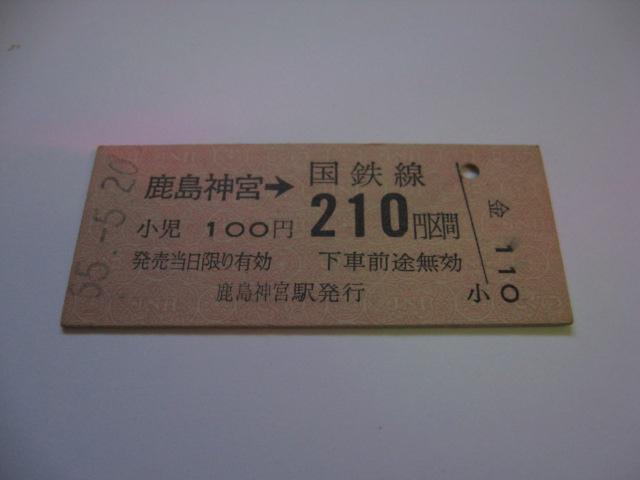 55.-5.20
鹿島神宮→国鉄線
小児 100円 210円区間
発売当日限り有効 下車前途無効
鹿島神宮駅発行
金
110
小